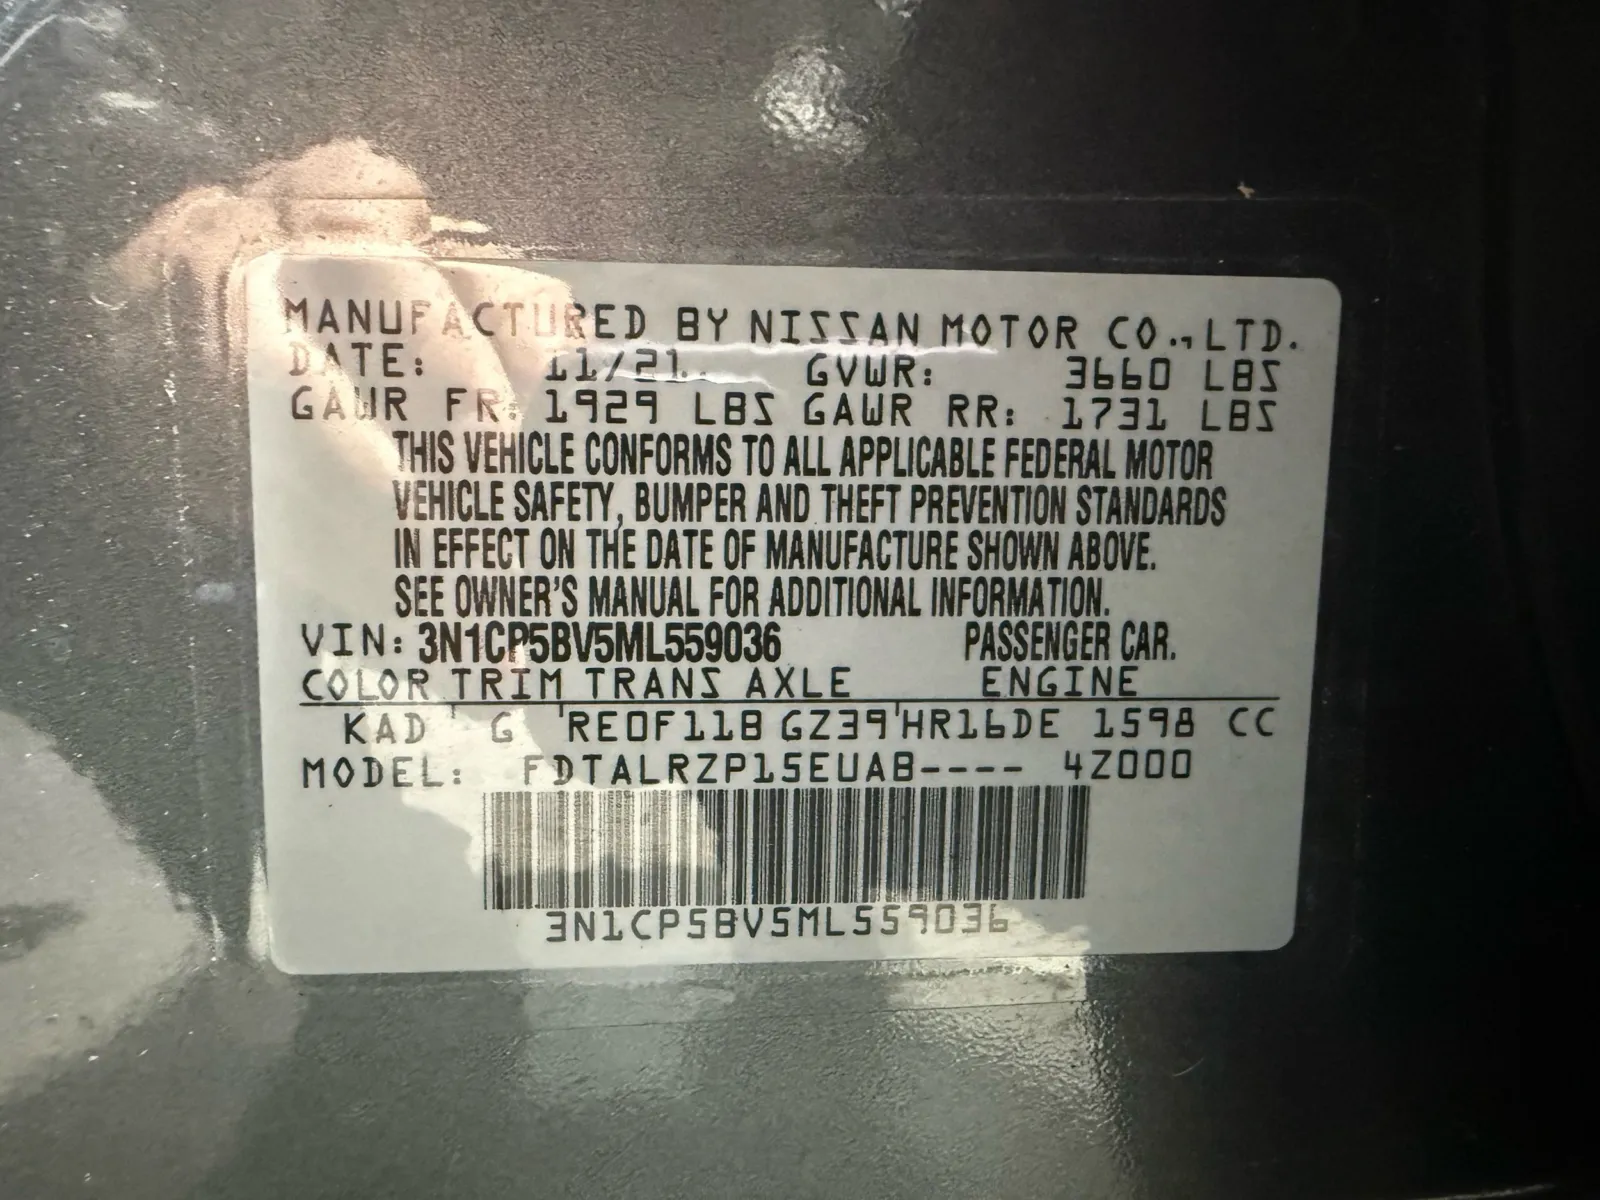 MANUFACTURED BY NISSAN MOTOR CO.,LTD.
DATE: 11/21 GVWR: 3660 LBS
GAWR FR: 1929 LBS GAWR RR: 1731 LBS
THIS VEHICLE CONFORMS TO ALL APPLICABLE FEDERAL MOTOR
VEHICLE SAFETY, BUMPER AND THEFT PREVENTION STANDARDS
IN EFFECT ON THE DATE OF MANUFACTURE SHOWN ABOVE.
SEE OWNER'S MANUAL FOR ADDITIONAL INFORMATION.
VIN: 3N1CP5BV5ML559036 PASSENGER CAR.
COLOR TRIM TRANS AXLE ENGINE
KAD G RE0F11B GZ39 HR16DE 1598 CC
MODEL: FDTALRZP15EUAB---- 4Z000
3N1CP5BV5ML559036